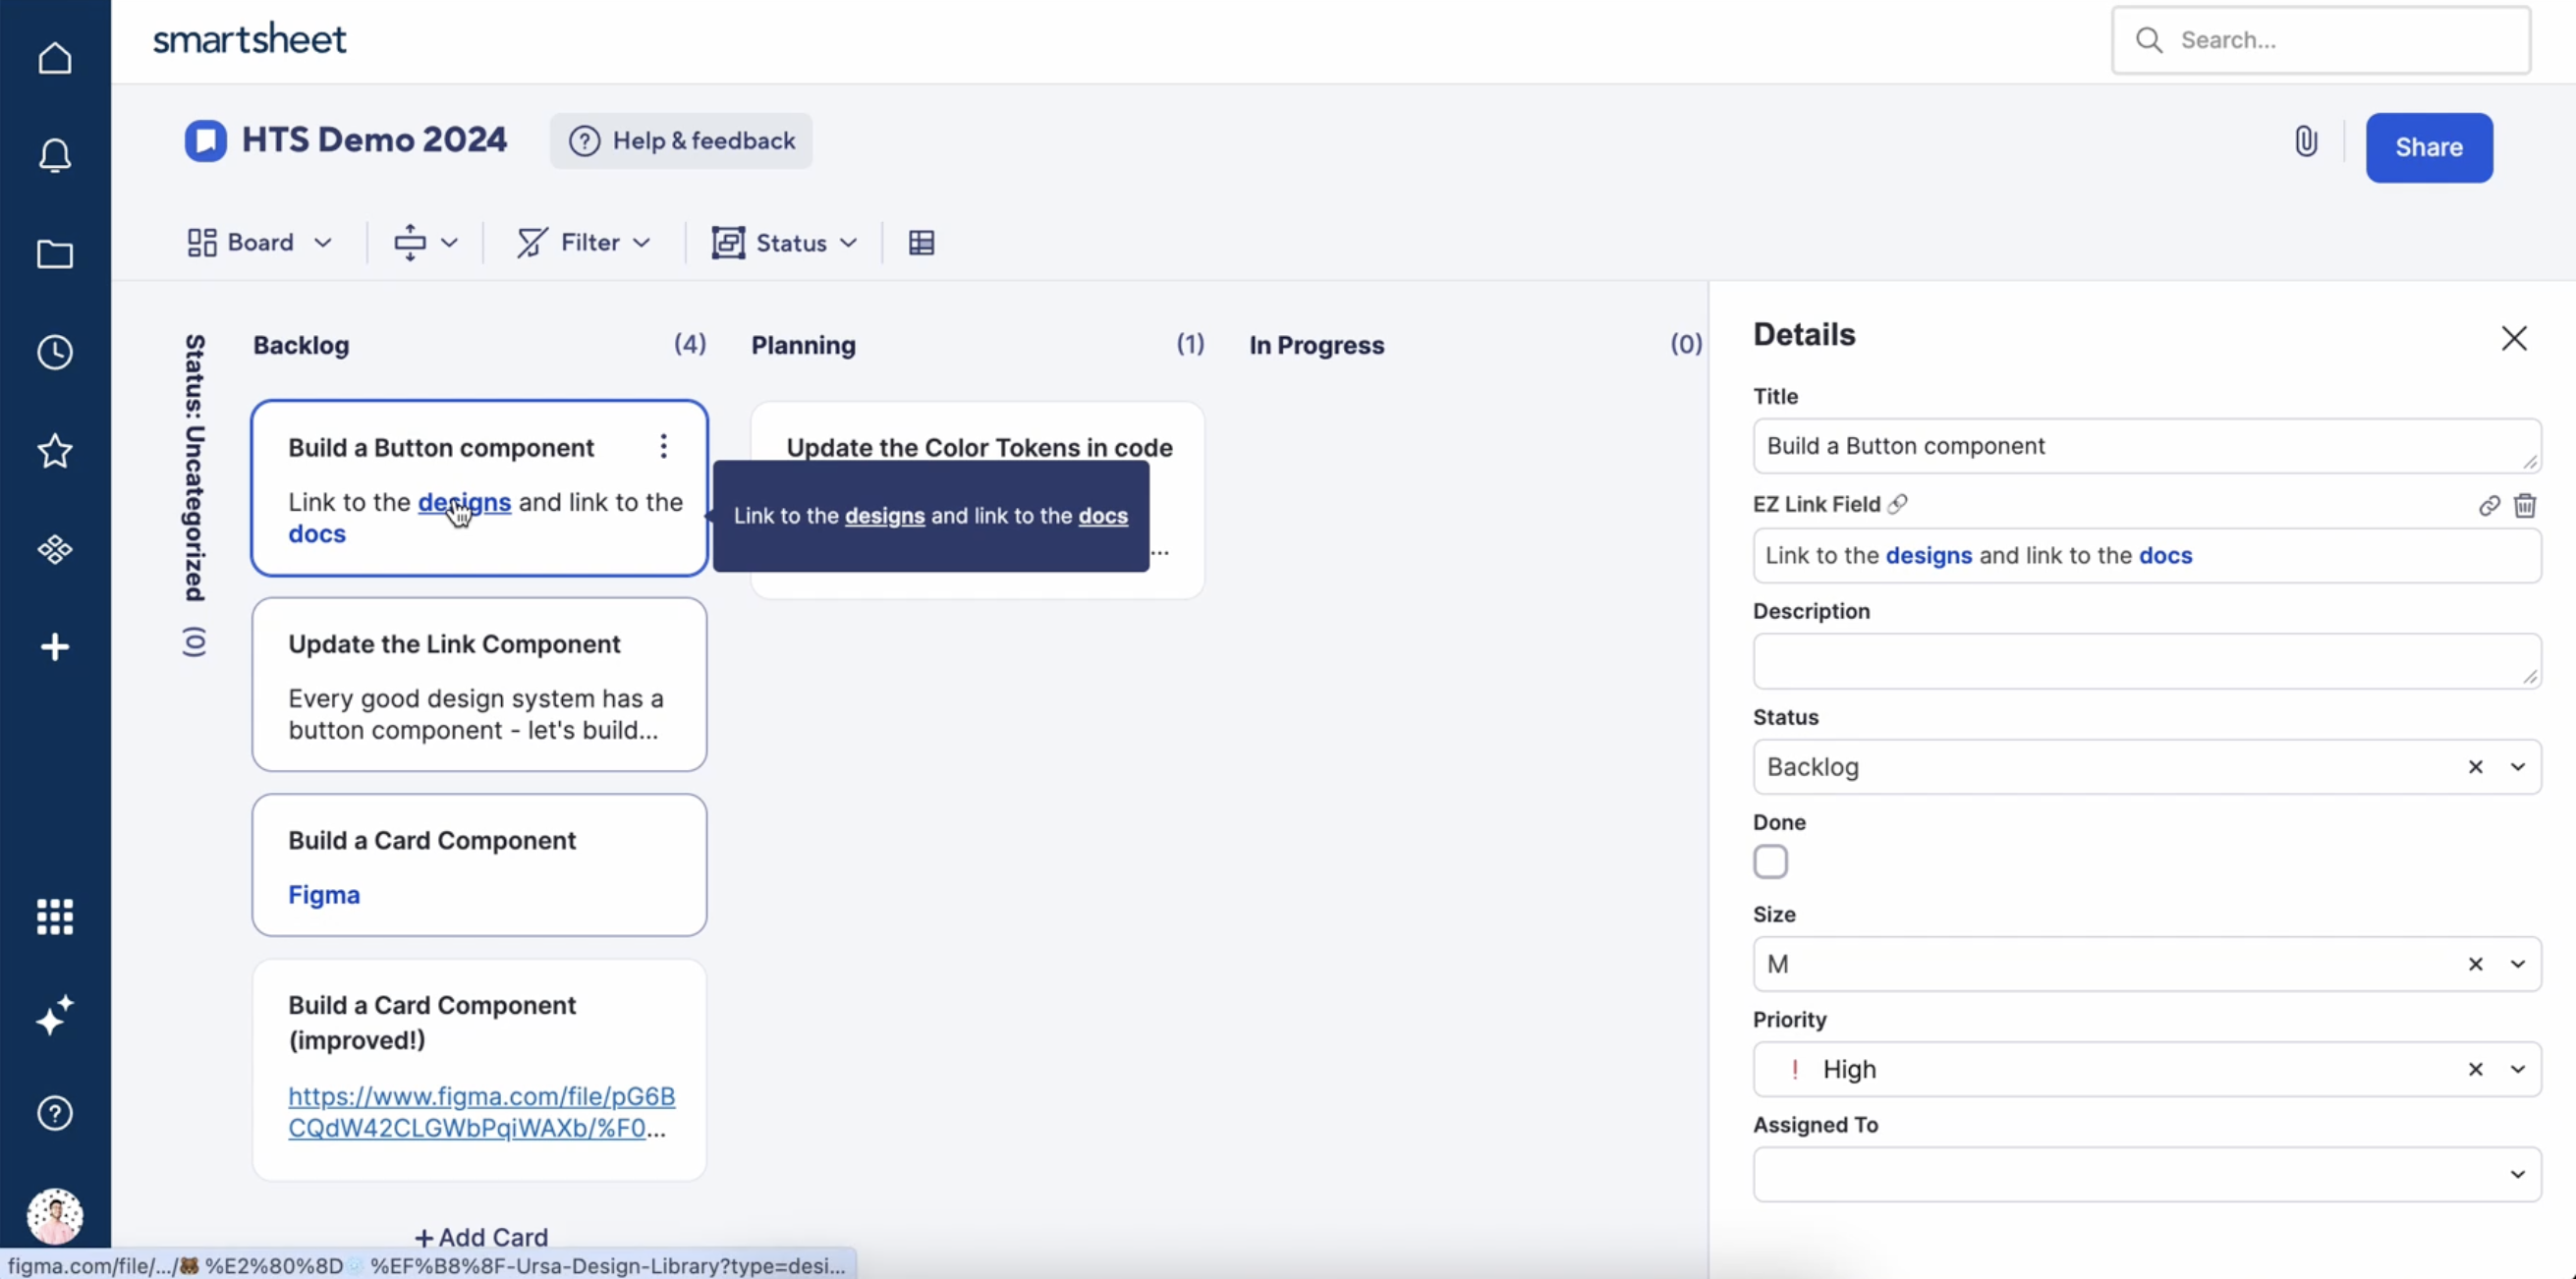 smartsheet
Search...
HTS Demo 2024
Help & feedback
Share
Board
Filter
Status
Status: Uncategorized (0)
Backlog (4)
Build a Button component
Link to the designs and link to the
docs
Update the Link Component
Every good design system has a
button component - let's build...
Build a Card Component
Figma
Build a Card Component
(improved!)
https://www.figma.com/file/pG6B
CQdW42CLGWbPqiWAXb/%F0...
+ Add Card
Planning (1)
Update the Color Tokens in code
Link to the designs and link to the docs
...
In Progress (0)
Details
Title
Build a Button component
EZ Link Field
Link to the designs and link to the docs
Description
Status
Backlog
Done
Size
M
Priority
! High
Assigned To
figma.com/file/.../🐻%E2%80%8D❄%EF%B8%8F-Ursa-Design-Library?type=desi...